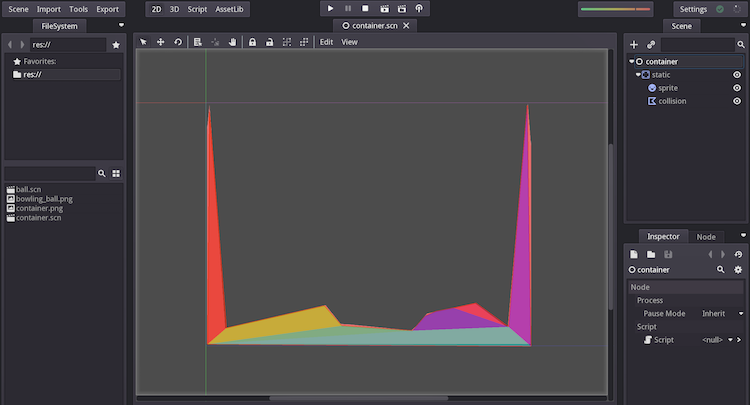 Scene Import Tools Export 2D 3D Script AssetLib Settings
FileSystem container.scn Scene
res:// Edit View
Favorites:
res://
container
static
sprite
collision
ball.scn
bowling_ball.png
container.png
container.scn
Inspector Node
container
Node
Process
Pause Mode Inherit
Script
Script <null>